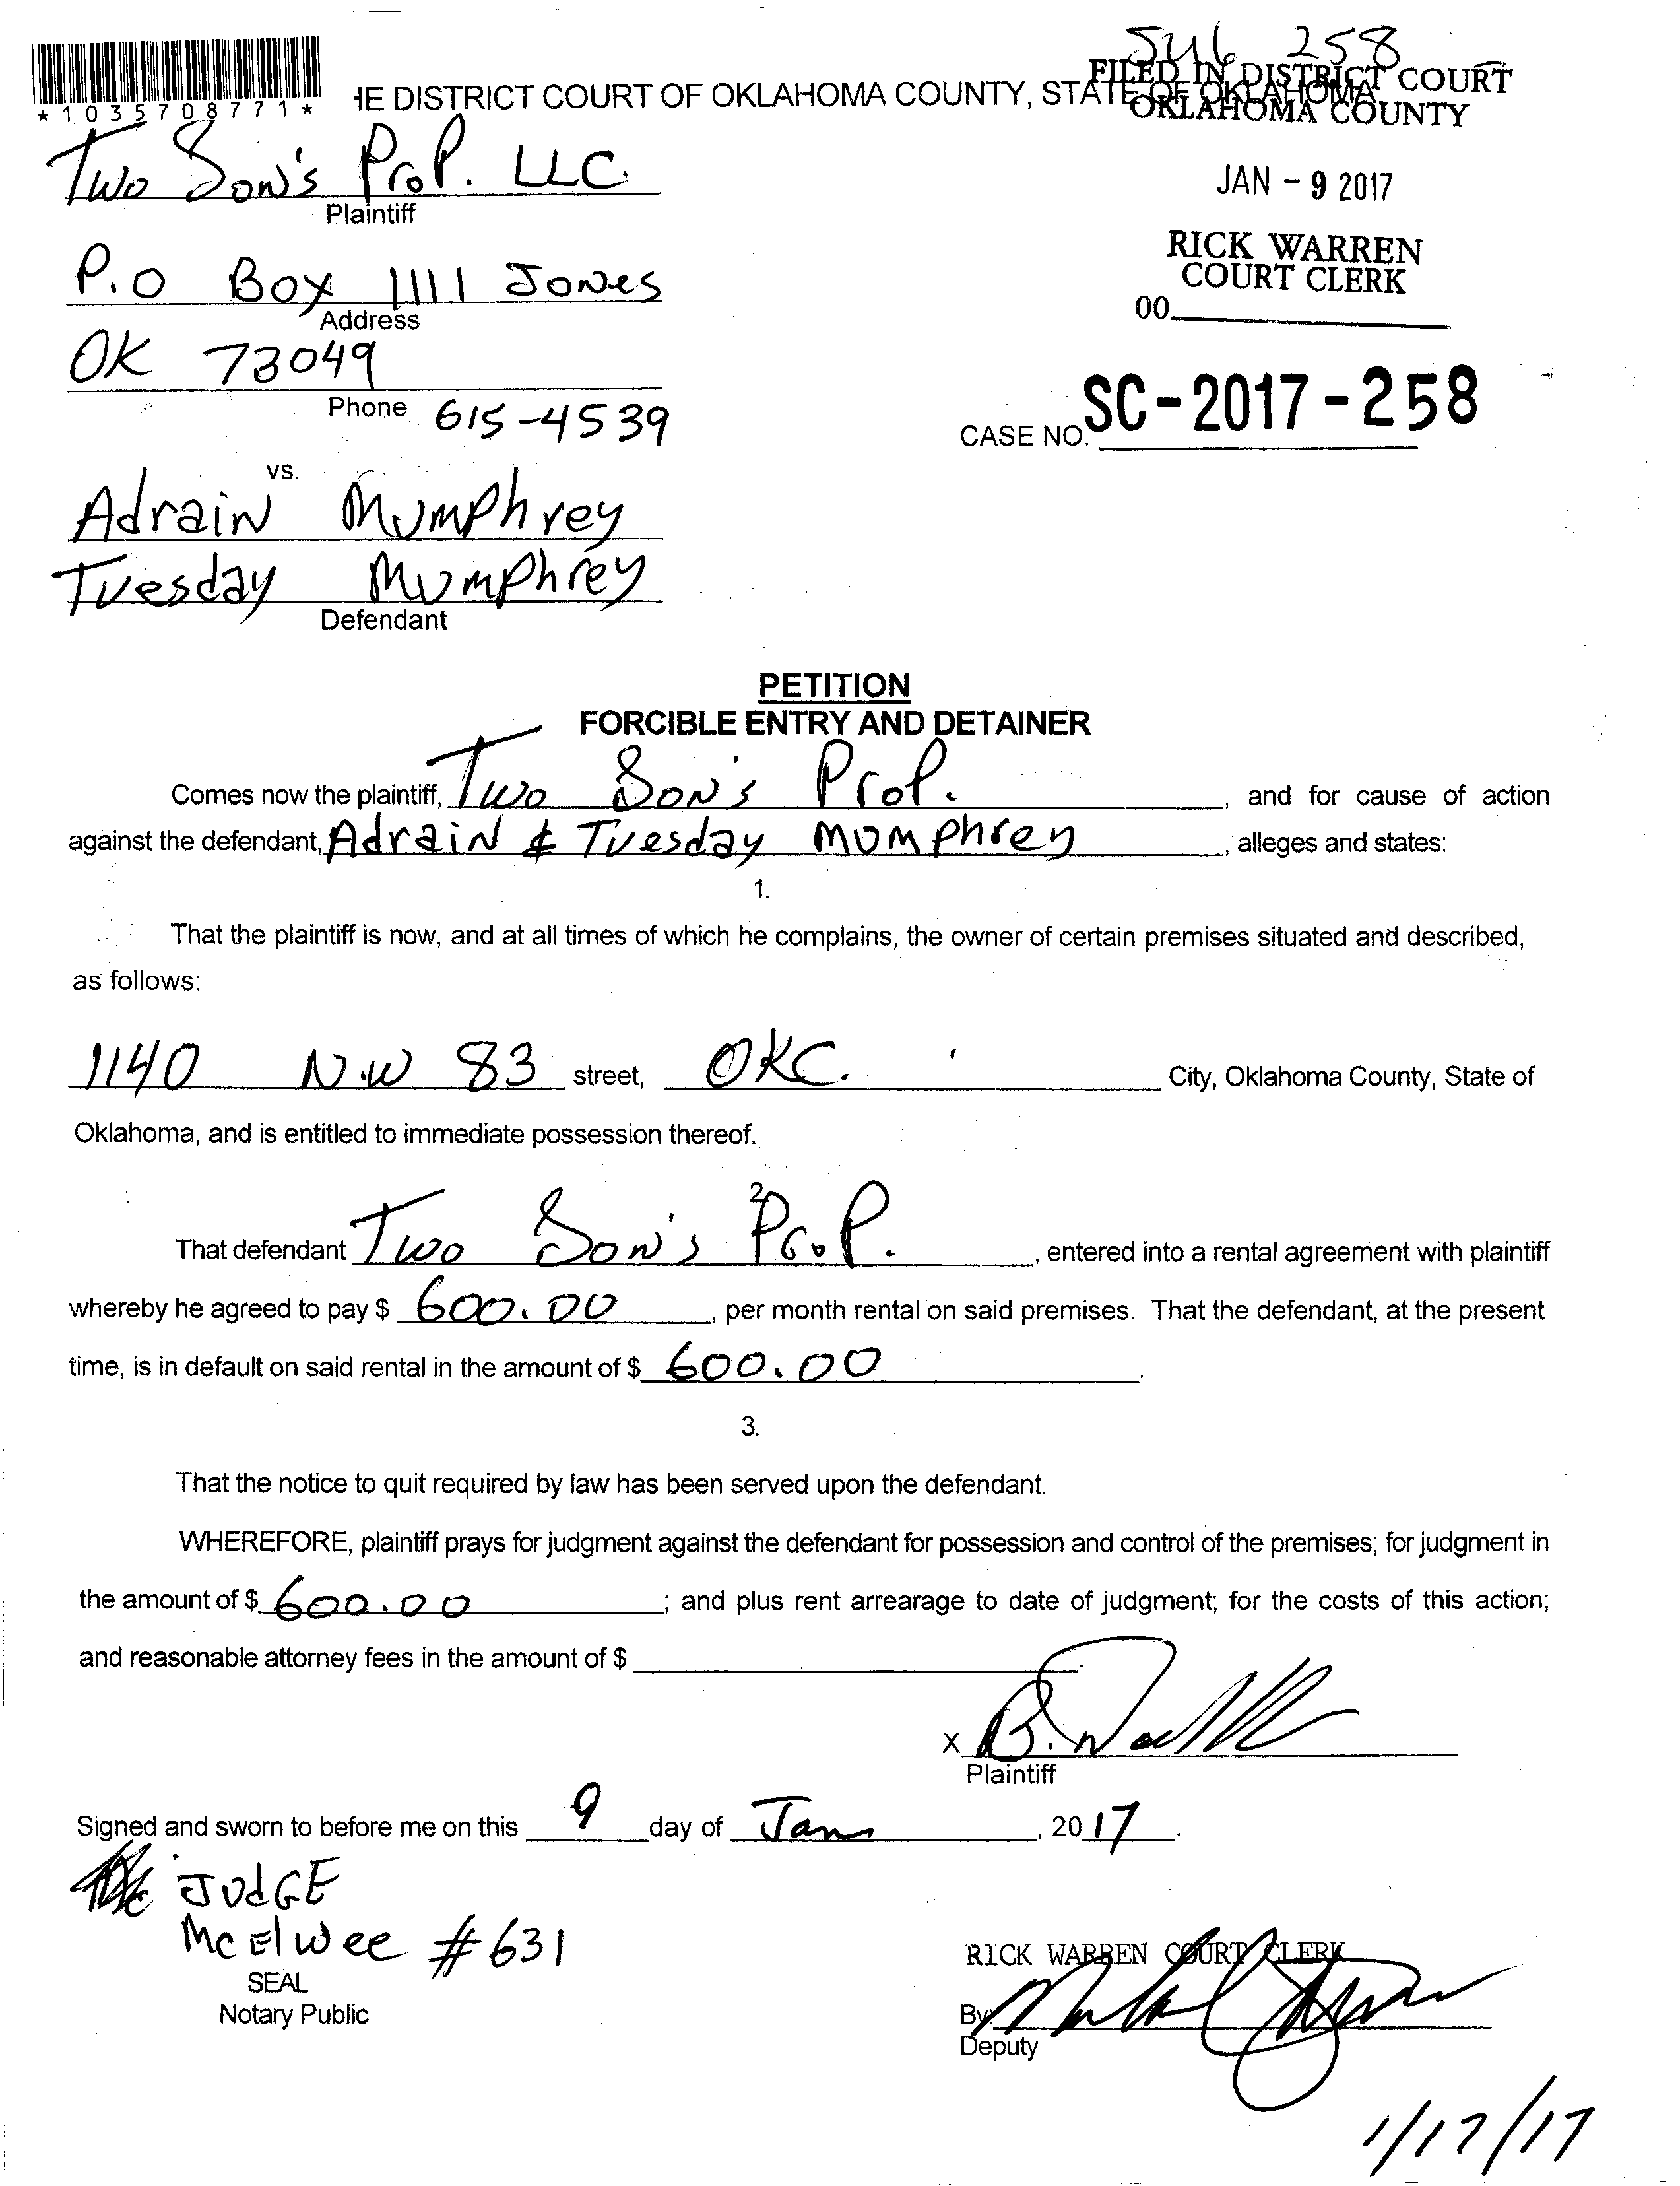 *1035708771*
HE DISTRICT COURT OF OKLAHOMA COUNTY, STATE OF OKLAHOMA
258
FILED IN DISTRICT COURT
OKLAHOMA COUNTY
JAN - 9 2017
RICK WARREN
COURT CLERK
00
Two Son's Prop. LLC.
Plaintiff
P.O Box 1111 Jones
Address
OK 73049
Phone 615-4539
CASE NO. SC-2017-258
vs.
Adrain Mumphrey
Tuesday Mumphrey
Defendant
PETITION
FORCIBLE ENTRY AND DETAINER
Comes now the plaintiff, Two Son's Prop. , and for cause of action
against the defendant, Adrain & Tuesday Mumphrey , alleges and states:
1.
That the plaintiff is now, and at all times of which he complains, the owner of certain premises situated and described,
as follows:
1140 N.W 83 street, OKC. City, Oklahoma County, State of
Oklahoma, and is entitled to immediate possession thereof.
2.
That defendant Two Son's Prop. , entered into a rental agreement with plaintiff
whereby he agreed to pay $ 600.00 , per month rental on said premises. That the defendant, at the present
time, is in default on said rental in the amount of $ 600.00 .
3.
That the notice to quit required by law has been served upon the defendant.
WHEREFORE, plaintiff prays for judgment against the defendant for possession and control of the premises; for judgment in
the amount of $ 600.00 ; and plus rent arrearage to date of judgment; for the costs of this action;
and reasonable attorney fees in the amount of $ .
X
Plaintiff
Signed and sworn to before me on this 9 day of Jan , 20 17 .
JUdGE
McElwee #631
SEAL
Notary Public
RICK WARREN COURT CLERK
By:
Deputy
1/17/17